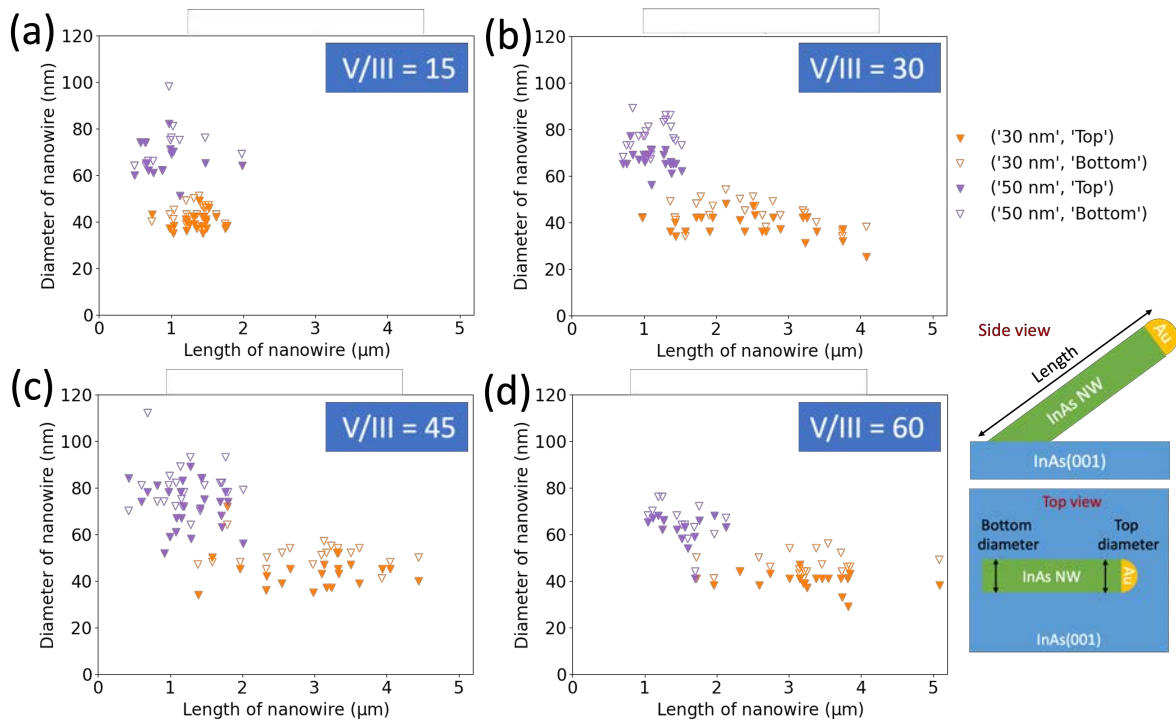 (a)
V/III = 15
120
100
80
60
40
20
0
Diameter of nanowire (nm)
0 1 2 3 4 5
Length of nanowire (μm)
(b)
V/III = 30
120
100
80
60
40
20
0
Diameter of nanowire (nm)
0 1 2 3 4 5
Length of nanowire (μm)
('30 nm', 'Top')
('30 nm', 'Bottom')
('50 nm', 'Top')
('50 nm', 'Bottom')
(c)
V/III = 45
120
100
80
60
40
20
0
Diameter of nanowire (nm)
0 1 2 3 4 5
Length of nanowire (μm)
(d)
V/III = 60
120
100
80
60
40
20
0
Diameter of nanowire (nm)
0 1 2 3 4 5
Length of nanowire (μm)
Side view
Length
Au
InAs NW
InAs(001)
Top view
Bottom
diameter
Top
diameter
InAs NW
Au
InAs(001)